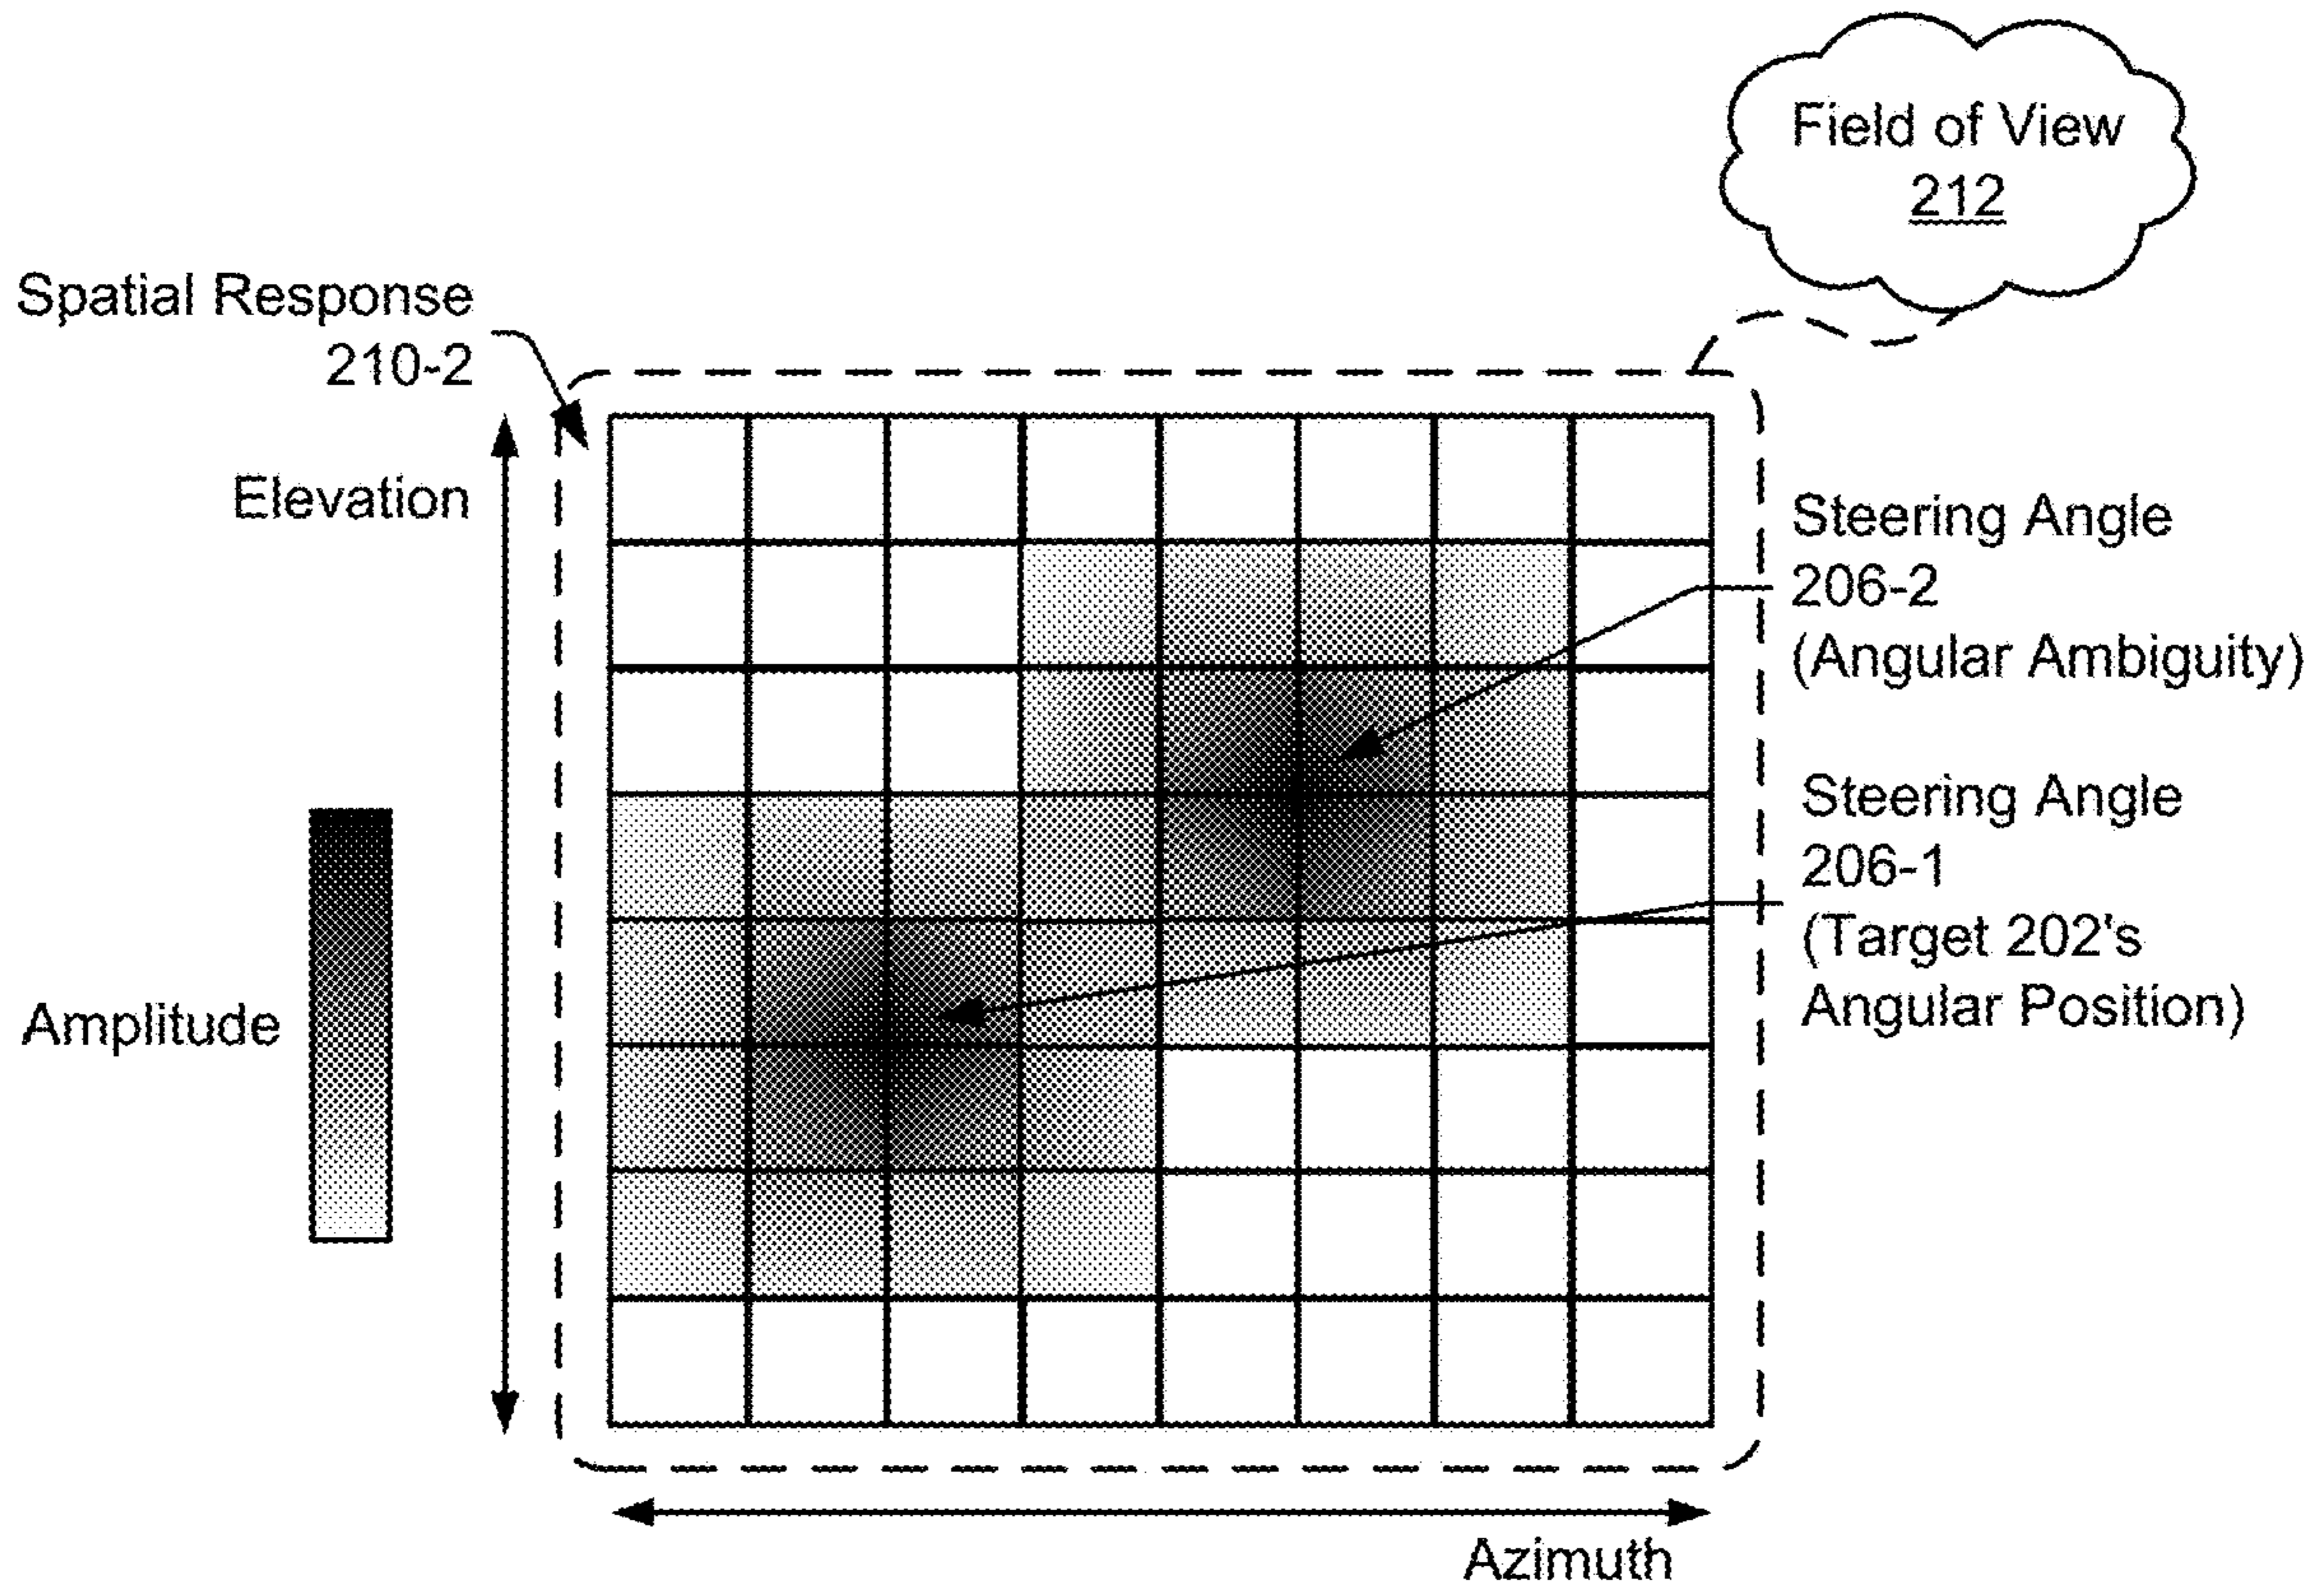 Field of View
212
Spatial Response
210-2
Elevation
Steering Angle
206-2
(Angular Ambiguity)
Steering Angle
206-1
(Target 202's
Angular Position)
Amplitude
Azimuth